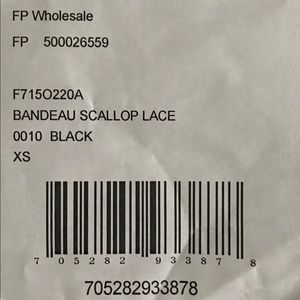 FP Wholesale
FP 500026559
F715O220A
BANDEAU SCALLOP LACE
0010 BLACK
XS
7 05282 93387 8
705282933878